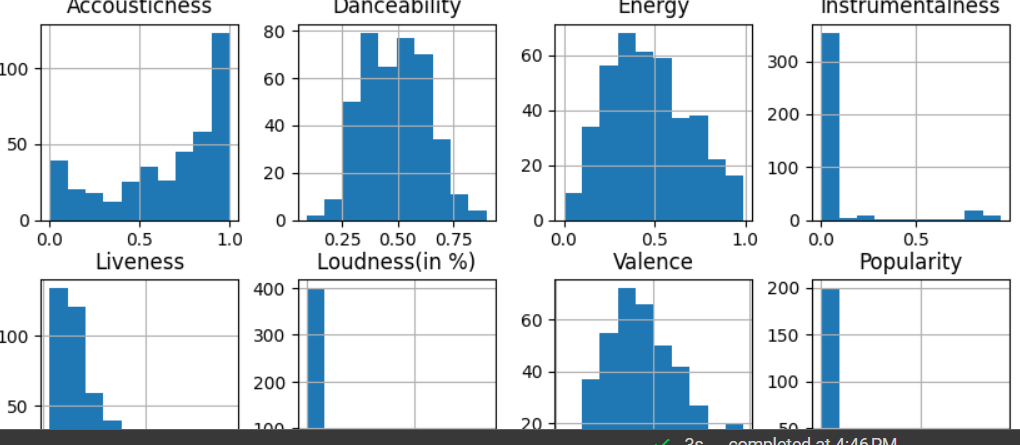 Accousticness Danceability Energy Instrumentalness
100 80 60 300
60 40 200
50 40 20 100
20
0 0 0 0
0.0 0.5 1.0 0.25 0.50 0.75 0.0 0.5 1.0 0.0 0.5
Liveness Loudness(in %) Valence Popularity
400 200
100 300 60 150
200 40 100
50 100 20 50
3s completed at 4:46 PM